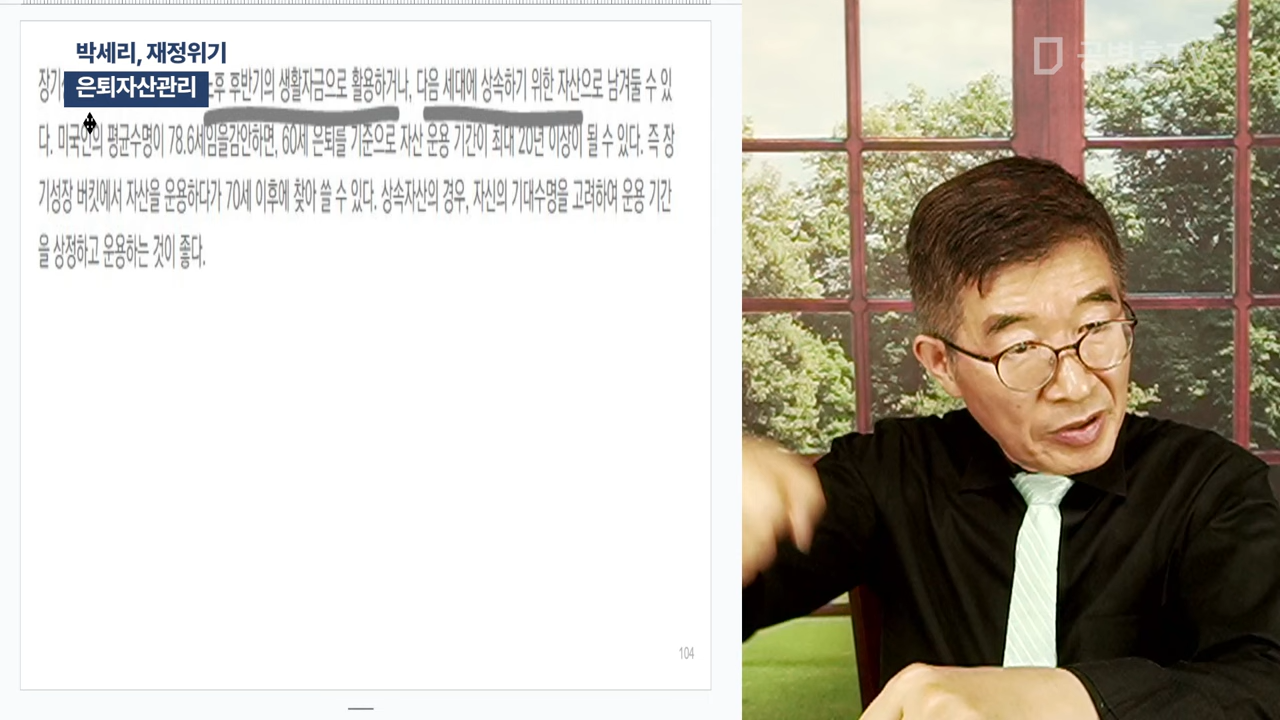 박세리, 재정위기
은퇴자산관리
후 후반기의 생활자금으로 활용하거나, 다음 세대에 상속하기 위한 자산으로 남겨둘 수 있
다. 미국인의 평균수명이 78.6세임을감안하면, 60세 은퇴를 기준으로 자산 운용 기간이 최대 20년 이상이 될 수 있다. 즉 장
기성장 버킷에서 자산을 운용하다가 70세 이후에 찾아 쓸 수 있다. 상속자산의 경우, 자신의 기대수명을 고려하여 운용 기간
을 상정하고 운용하는 것이 좋다.
104